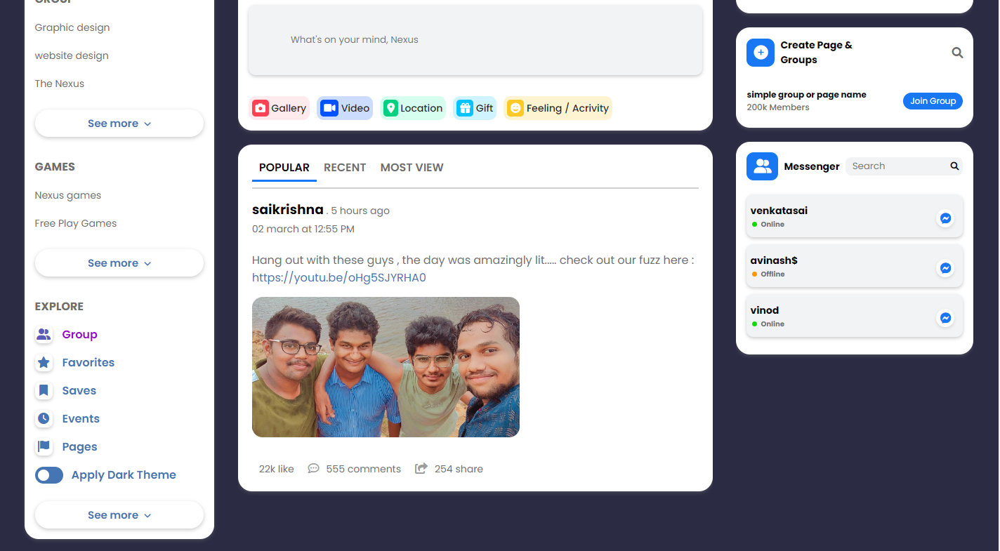 GROUP
Graphic design
website design
The Nexus
See more
GAMES
Nexus games
Free Play Games
See more
EXPLORE
Group
Favorites
Saves
Events
Pages
Apply Dark Theme
See more
What's on your mind, Nexus
Gallery
Video
Location
Gift
Feeling / Acrivity
POPULAR RECENT MOST VIEW
saikrishna . 5 hours ago
02 march at 12:55 PM
Hang out with these guys , the day was amazingly lit..... check out our fuzz here :
https://youtu.be/oHg5SJYRHA0
22k like 555 comments 254 share
Create Page &
Groups
simple group or page name
200k Members
Join Group
Messenger Search
venkatasai
Online
avinash$
Offline
vinod
Online